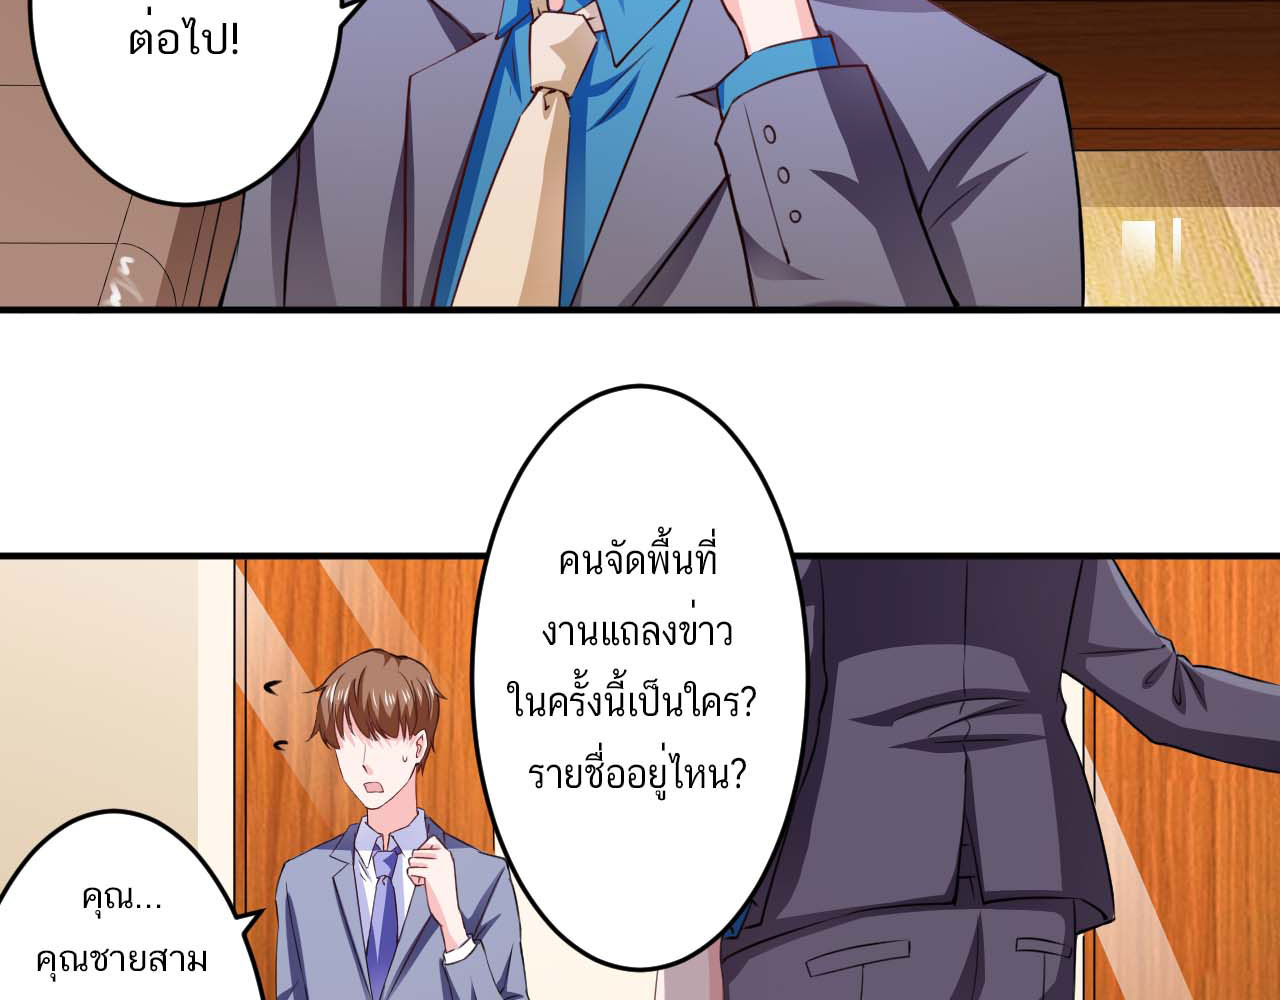 ต่อไป!
คนจัดพื้นที่
งานแถลงข่าว
ในครั้งนี้เป็นใคร?
รายชื่ออยู่ไหน?
คุณ...
คุณชายสาม